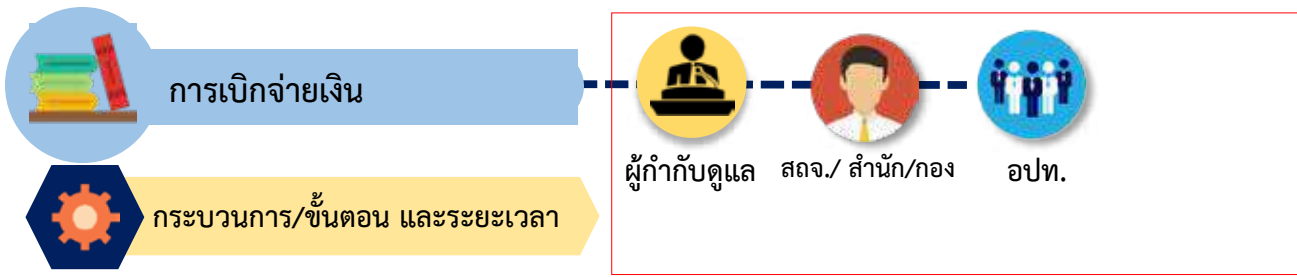 การเบิกจ่ายเงิน
ผู้กำกับดูแล
สถจ./ สำนัก/กอง
อปท.
กระบวนการ/ขั้นตอน และระยะเวลา